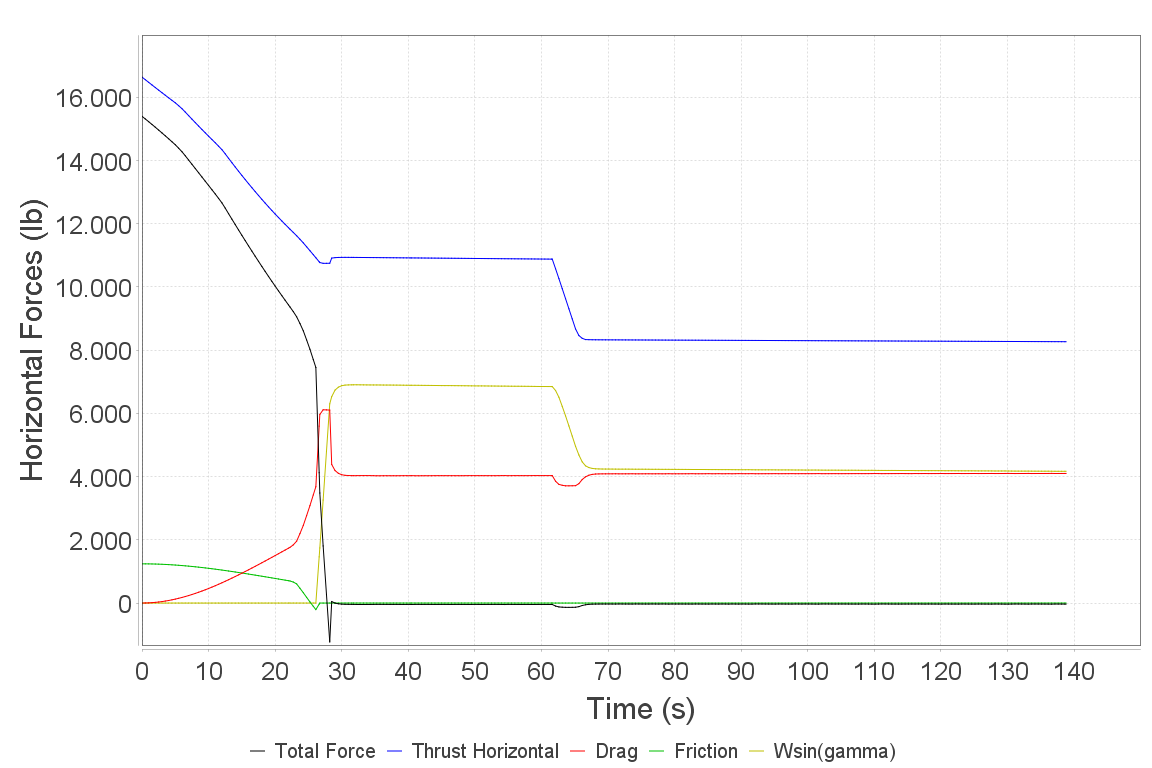 Horizontal Forces (lb)
16.000
14.000
12.000
10.000
8.000
6.000
4.000
2.000
0
0 10 20 30 40 50 60 70 80 90 100 110 120 130 140
Time (s)
Total Force Thrust Horizontal Drag Friction Wsin(gamma)